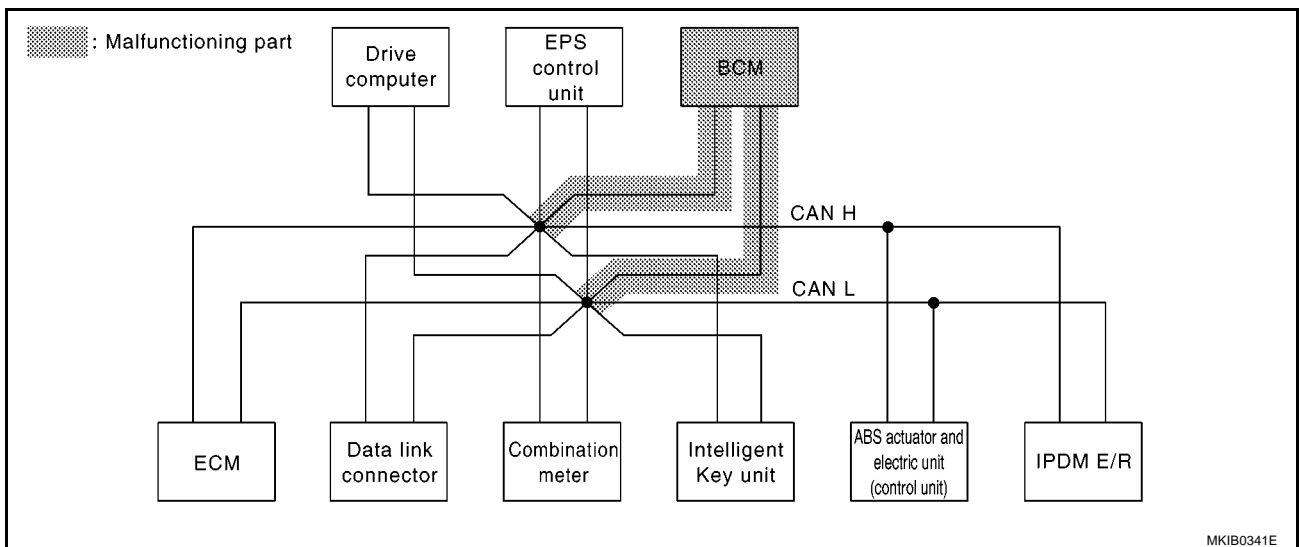 : Malfunctioning part
Drive
computer
EPS
control
unit
BCM
CAN H
CAN L
ECM
Data link
connector
Combination
meter
Intelligent
Key unit
ABS actuator and
electric unit
(control unit)
IPDM E/R
MKIB0341E